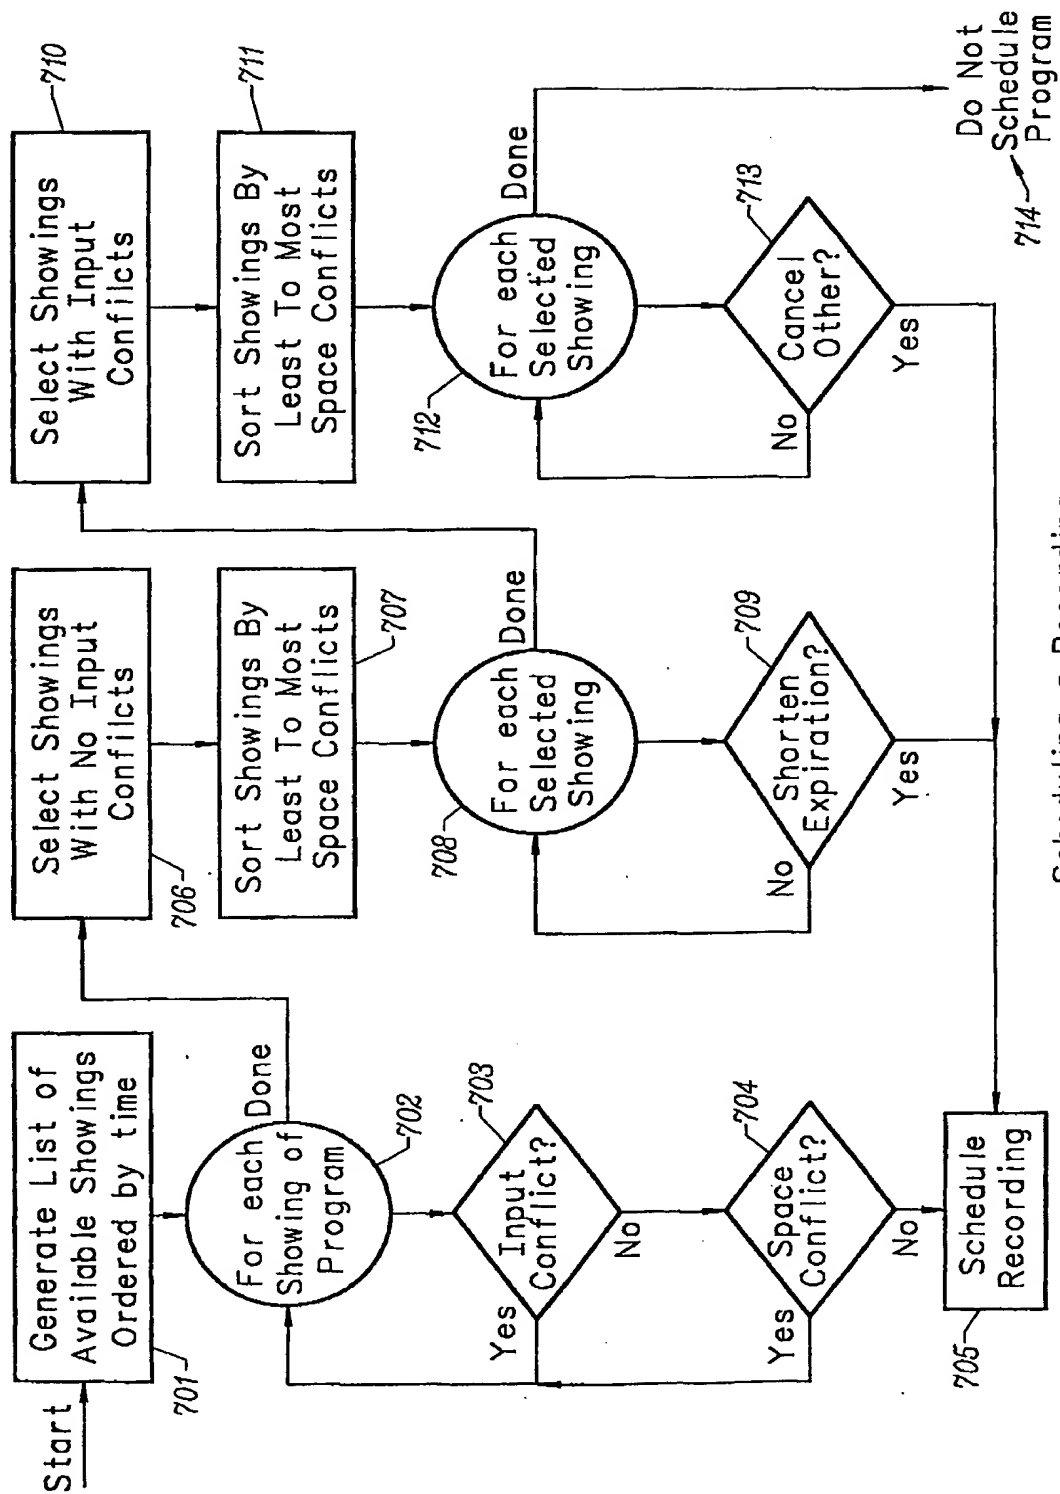 Start
Generate List of
Available Showings
Ordered by time
701
For each
Showing of
Program
702
Done
Input
Conflict?
703
Yes
No
Space
Conflict?
704
Yes
No
Schedule
Recording
705
Select Showings
With No Input
Confilcts
706
Sort Showings By
Least To Most
Space Conflicts
707
For each
Selected
Showing
708
Done
Shorten
Expiration?
709
No
Yes
Select Showings
With Input
Confilcts
710
Sort Showings By
Least To Most
Space Conflicts
711
For each
Selected
Showing
712
Done
Cancel
Other?
713
No
Yes
Do Not
Schedule
Program
714
Scheduling a Recording